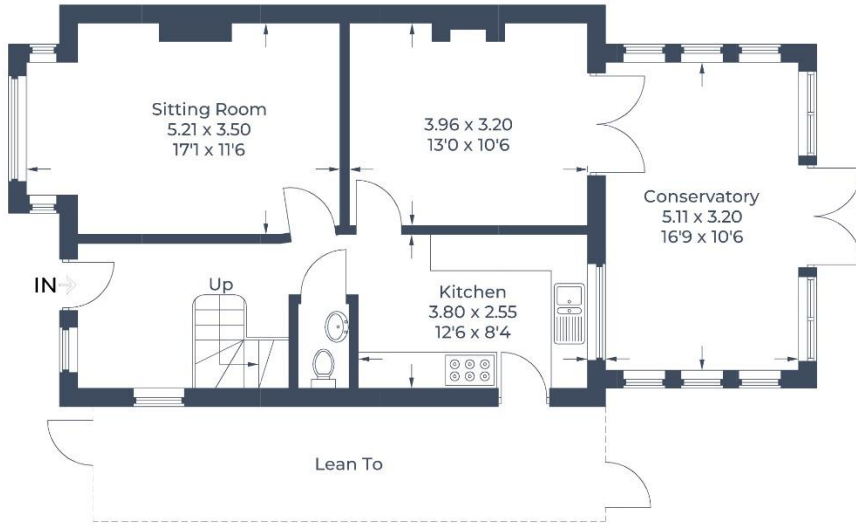 Sitting Room
5.21 x 3.50
17'1 x 11'6
3.96 x 3.20
13'0 x 10'6
Conservatory
5.11 x 3.20
16'9 x 10'6
IN
Up
Kitchen
3.80 x 2.55
12'6 x 8'4
Lean To